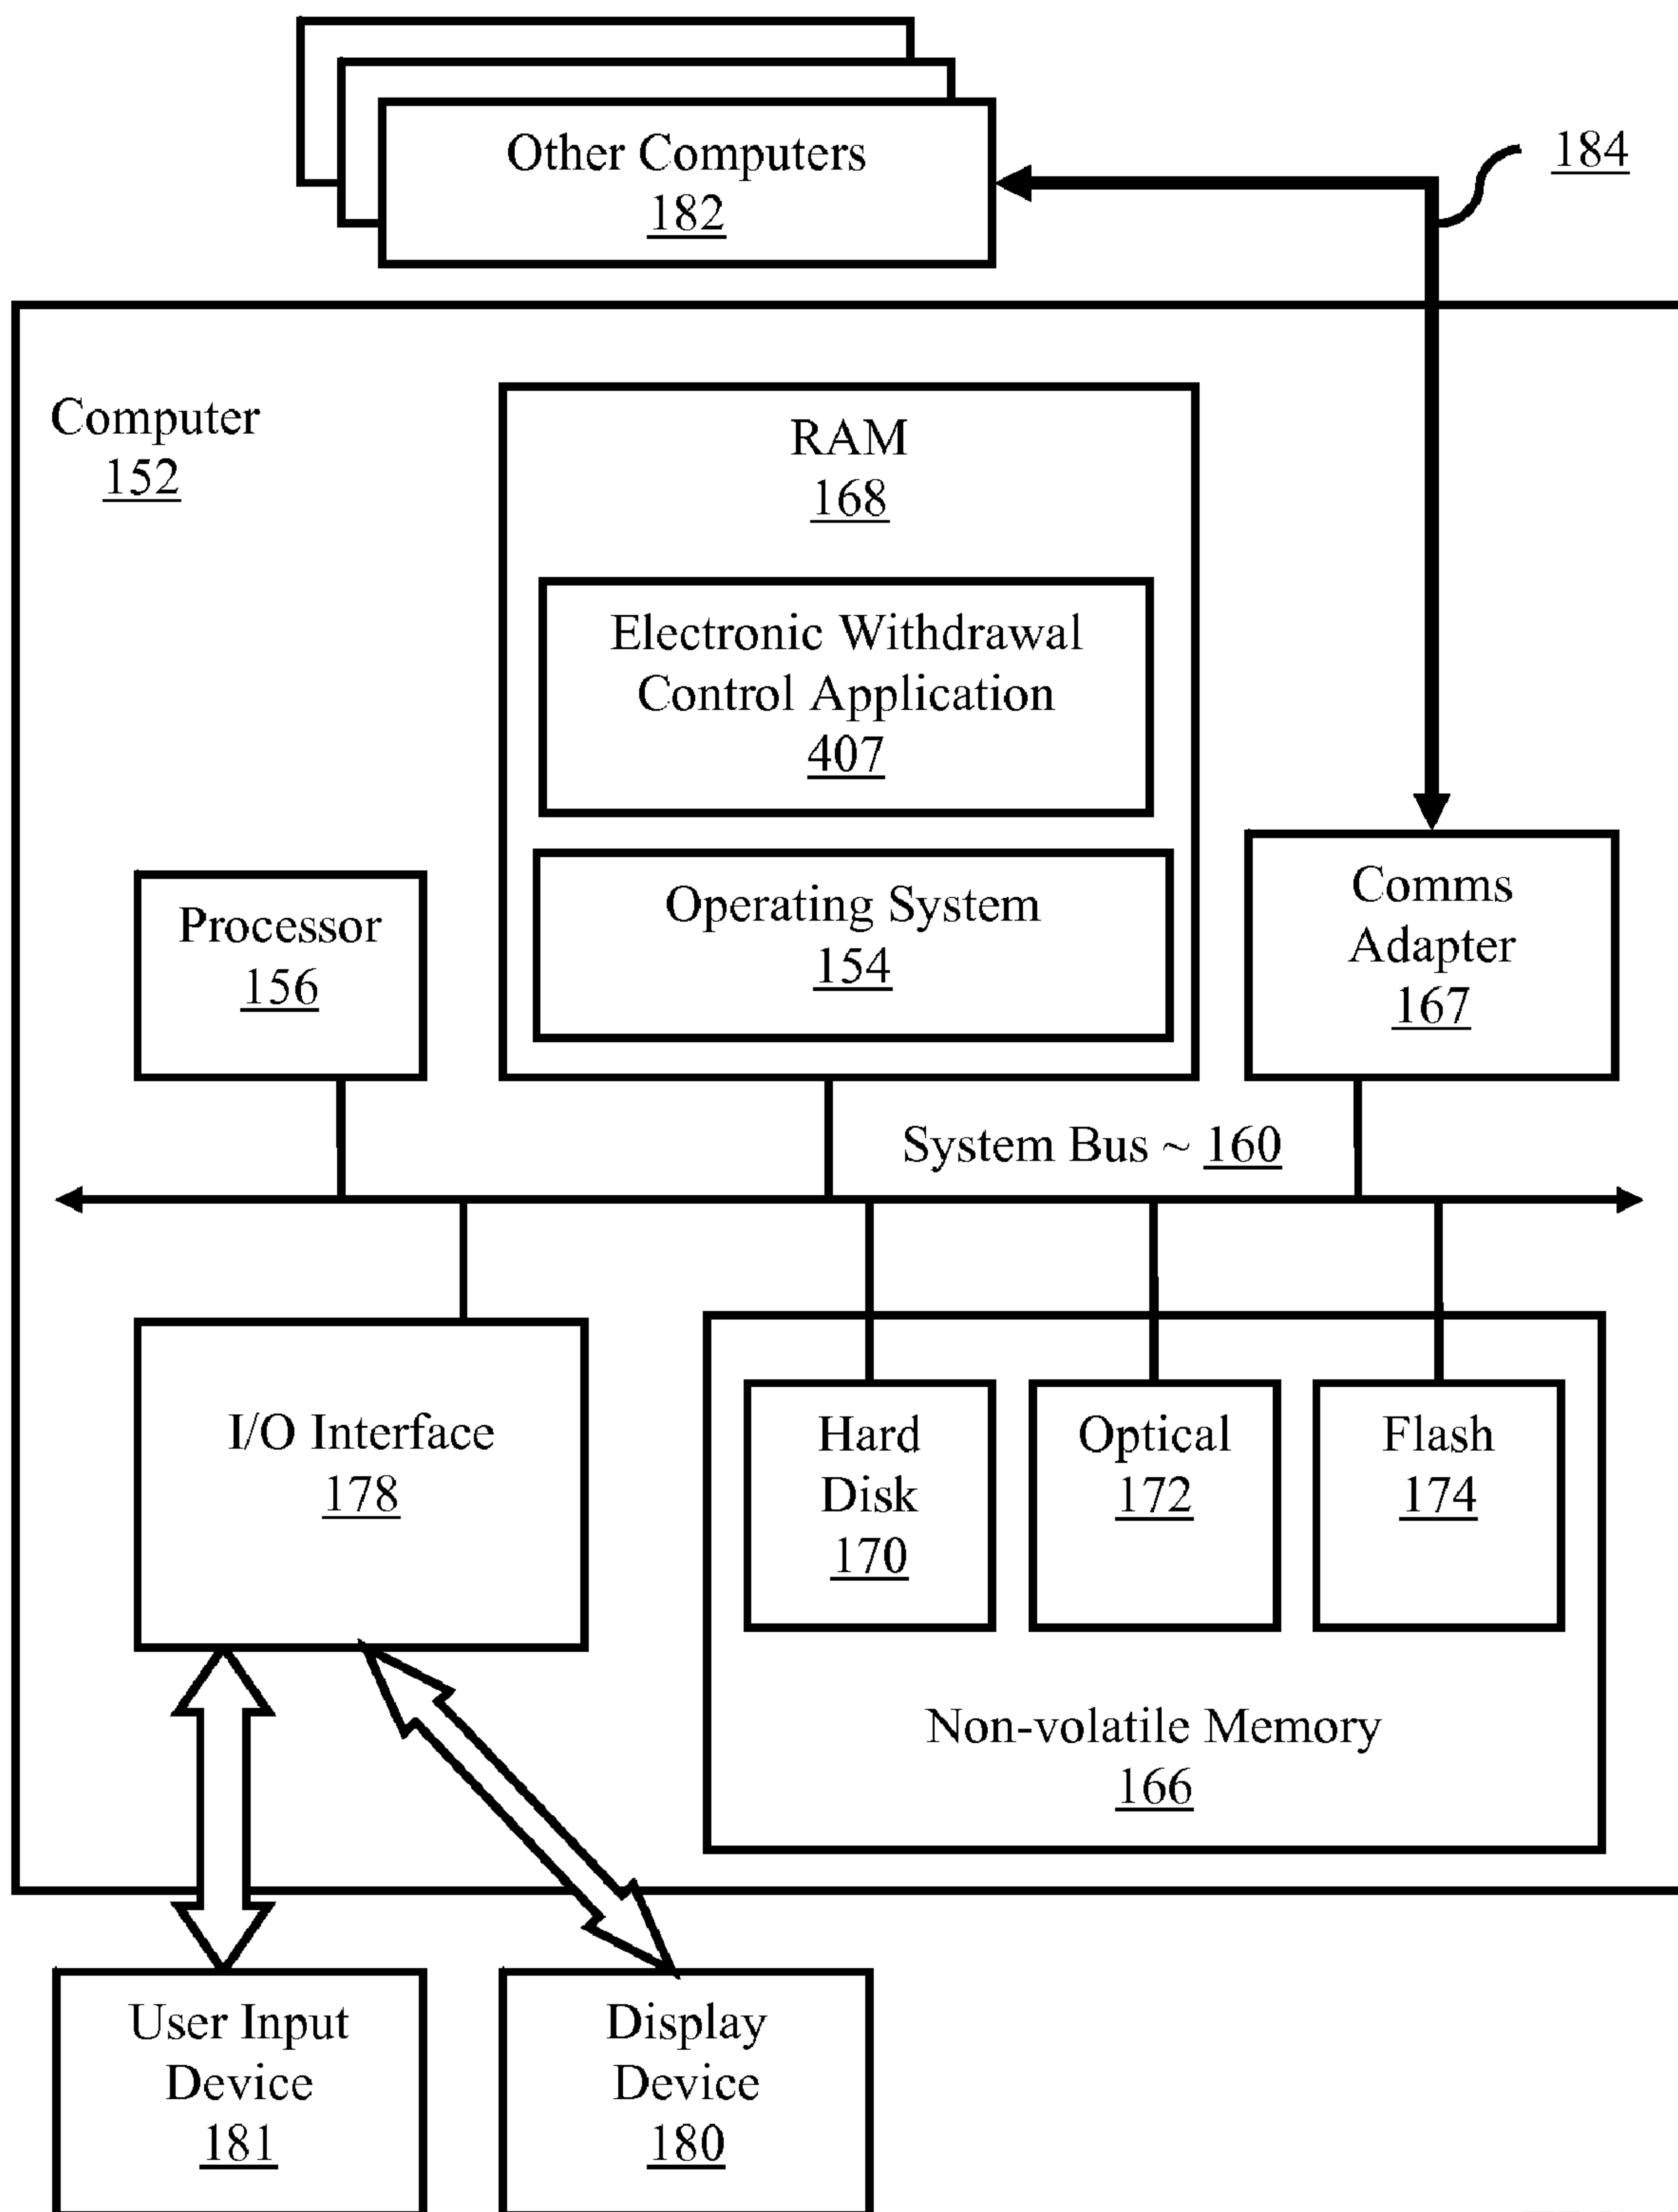 Other Computers
182
184
Computer
152
RAM
168
Electronic Withdrawal
Control Application
407
Operating System
154
Processor
156
Comms
Adapter
167
System Bus ~ 160
I/O Interface
178
Hard
Disk
170
Optical
172
Flash
174
Non-volatile Memory
166
User Input
Device
181
Display
Device
180